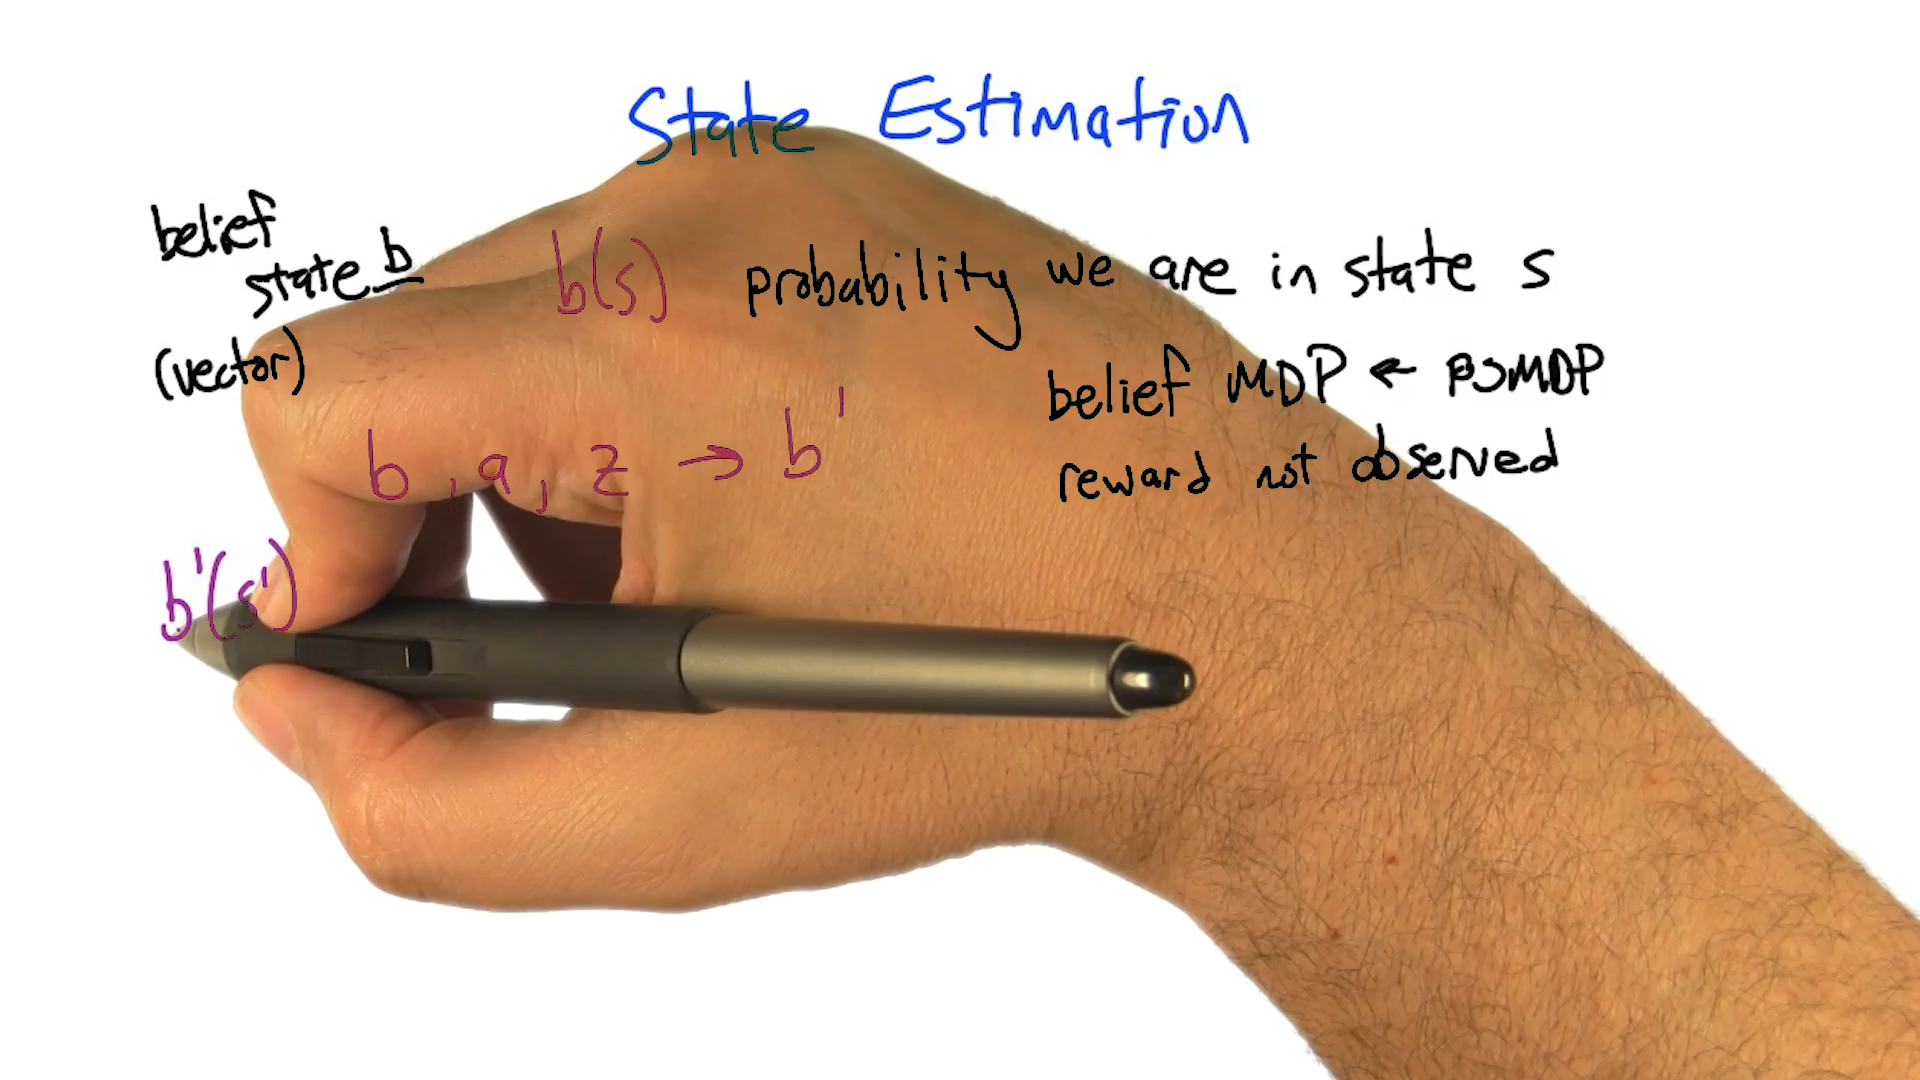 State Estimation
belief
state b
(vector)
b(s) probability we are in state s
belief MDP ← POMDP
reward not observed
b, a, z → b'
b'(s')